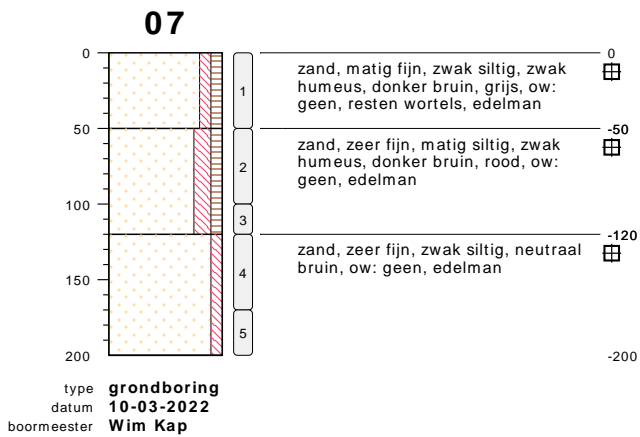 07
0
0
zand, matig fijn, zwak siltig, zwak
humeus, donker bruin, grijs, ow:
geen, resten wortels, edelman
1
50
-50
zand, zeer fijn, matig siltig, zwak
humeus, donker bruin, rood, ow:
geen, edelman
2
100
3
-120
zand, zeer fijn, zwak siltig, neutraal
bruin, ow: geen, edelman
4
150
5
200
-200
type grondboring
datum 10-03-2022
boormeester Wim Kap